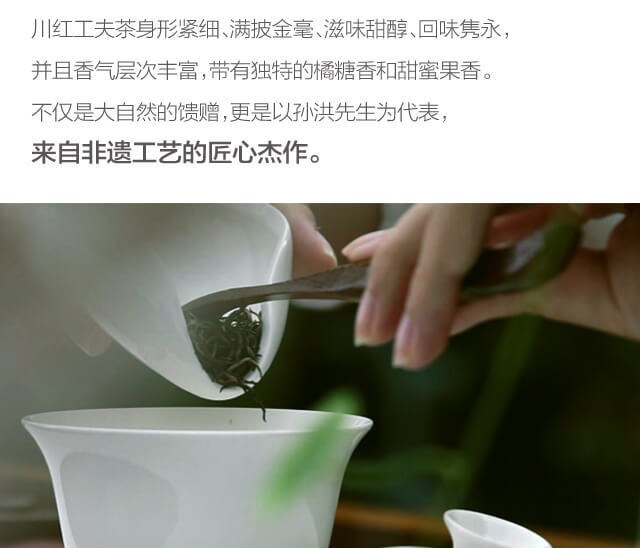 川红工夫茶身形紧细、满披金毫、滋味甜醇、回味隽永，
并且香气层次丰富，带有独特的橘糖香和甜蜜果香。
不仅是大自然的馈赠，更是以孙洪先生为代表，
来自非遗工艺的匠心杰作。